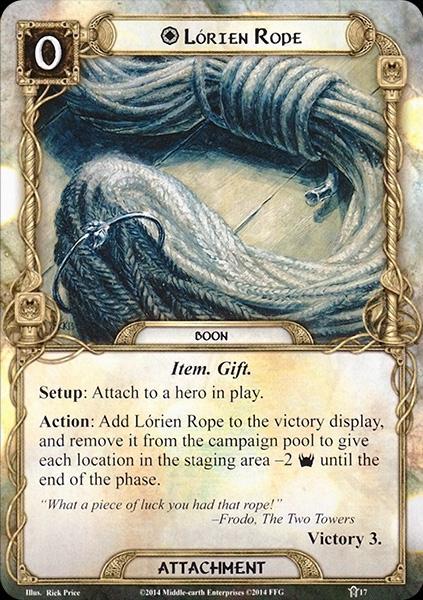 0
LÓRIEN ROPE
BOON
Item. Gift.
Setup: Attach to a hero in play.
Action: Add Lórien Rope to the victory display,
and remove it from the campaign pool to give
each location in the staging area –2 until the
end of the phase.
"What a piece of luck you had that rope!"
–Frodo, The Two Towers
Victory 3.
ATTACHMENT
Illus. Rick Price ©2014 Middle-earth Enterprises ©2014 FFG 17